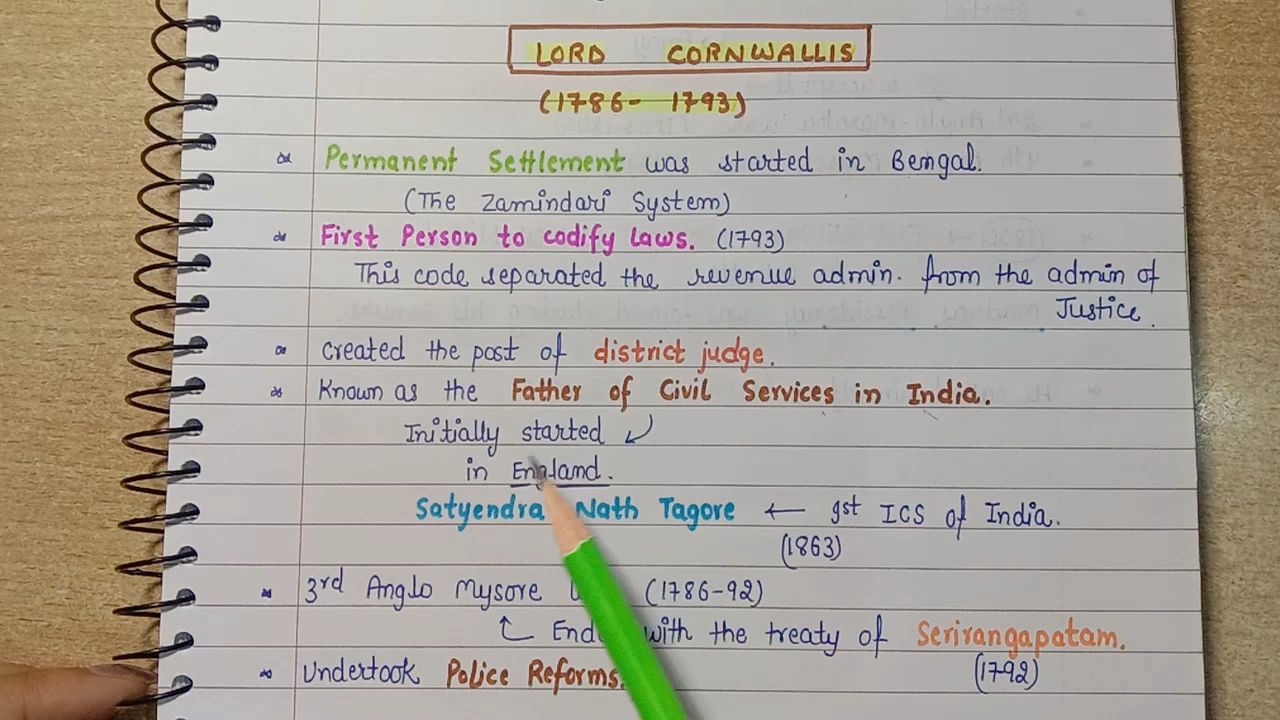 LORD CORNWALLIS
(1786- 1793)
Permanent Settlement was started in Bengal.
(The Zamindari System)
First Person to codify laws. (1793)
This code separated the revenue admin. from the admin of
Justice.
created the post of district judge.
Known as the Father of Civil Services in India.
Initially started
in England.
Satyendra Nath Tagore ← 1st ICS of India.
(1863)
3rd Anglo Mysore (1786-92)
with the treaty of Serirangapatam.
(1792)
Undertook Police Reforms.